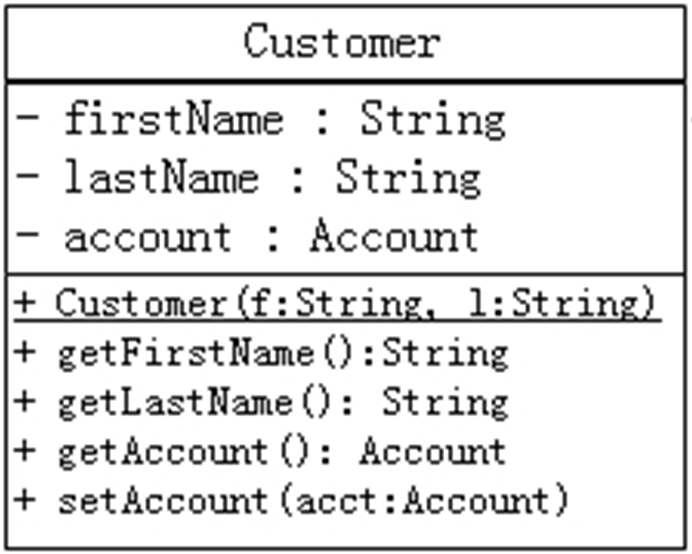 Customer
- firstName : String
- lastName : String
- account : Account
+ Customer(f:String, l:String)
+ getFirstName():String
+ getLastName(): String
+ getAccount(): Account
+ setAccount(acct:Account)